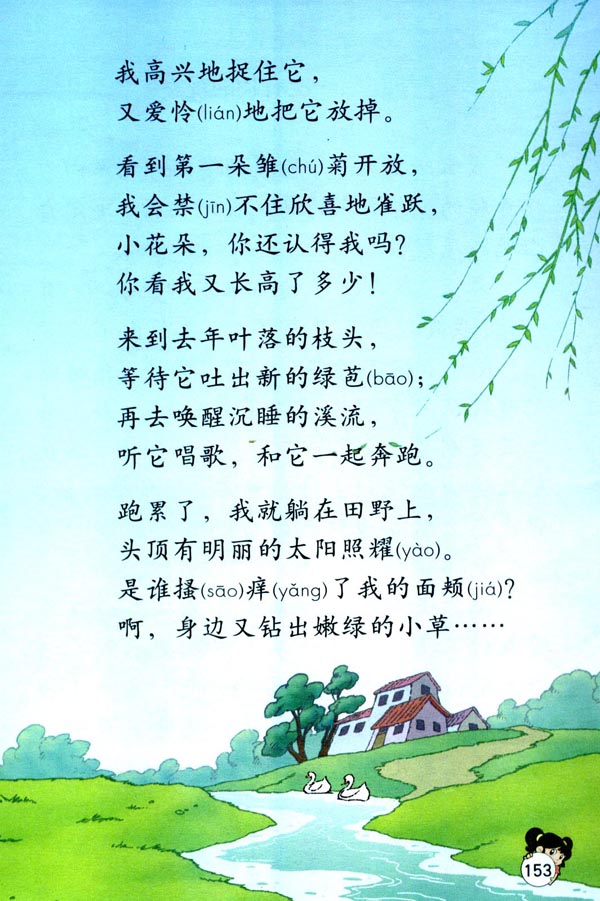 我高兴地捉住它，
又爱怜(lián)地把它放掉。
看到第一朵雏(chú)菊开放，
我会禁(jīn)不住欣喜地雀跃，
小花朵，你还认得我吗？
你看我又长高了多少！
来到去年叶落的枝头，
等待它吐出新的绿苞(bāo)；
再去唤醒沉睡的溪流，
听它唱歌，和它一起奔跑。
跑累了，我就躺在田野上，
头顶有明丽的太阳照耀(yào)。
是谁搔(sāo)痒(yǎng)了我的面颊(jiá)？
啊，身边又钻出嫩绿的小草……
153